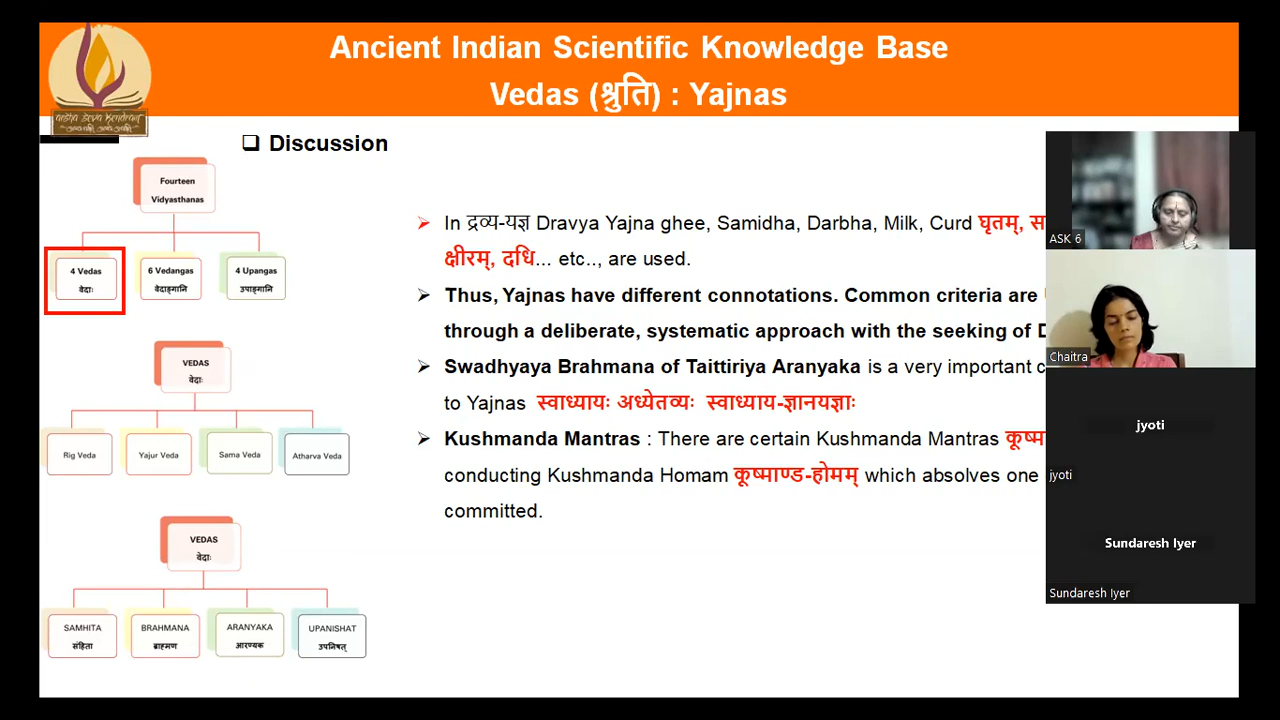 Ancient Indian Scientific Knowledge Base
Vedas (श्रुति) : Yajnas
❑ Discussion
Fourteen
Vidyasthanas
4 Vedas
वेदाः
6 Vedangas
वेदाङ्गानि
4 Upangas
उपाङ्गानि
VEDAS
वेदाः
Rig Veda
Yajur Veda
Sama Veda
Atharva Veda
VEDAS
वेदाः
SAMHITA
संहिता
BRAHMANA
ब्राह्मण
ARANYAKA
आरण्यक
UPANISHAT
उपनिषत्
➢ In द्रव्य-यज्ञ Dravya Yajna ghee, Samidha, Darbha, Milk, Curd घृतम्,
क्षीरम्, दधि... etc.., are used.
➢ Thus, Yajnas have different connotations. Common criteria are
through a deliberate, systematic approach with the seeking of
➢ Swadhyaya Brahmana of Taittiriya Aranyaka is a very important
to Yajnas स्वाध्यायः अध्येतव्यः स्वाध्याय-ज्ञानयज्ञाः
➢ Kushmanda Mantras : There are certain Kushmanda Mantras
conducting Kushmanda Homam कूष्माण्ड-होमम् which absolves one
committed.
ASK 6
Chaitra
jyoti
jyoti
Sundaresh Iyer
Sundaresh Iyer